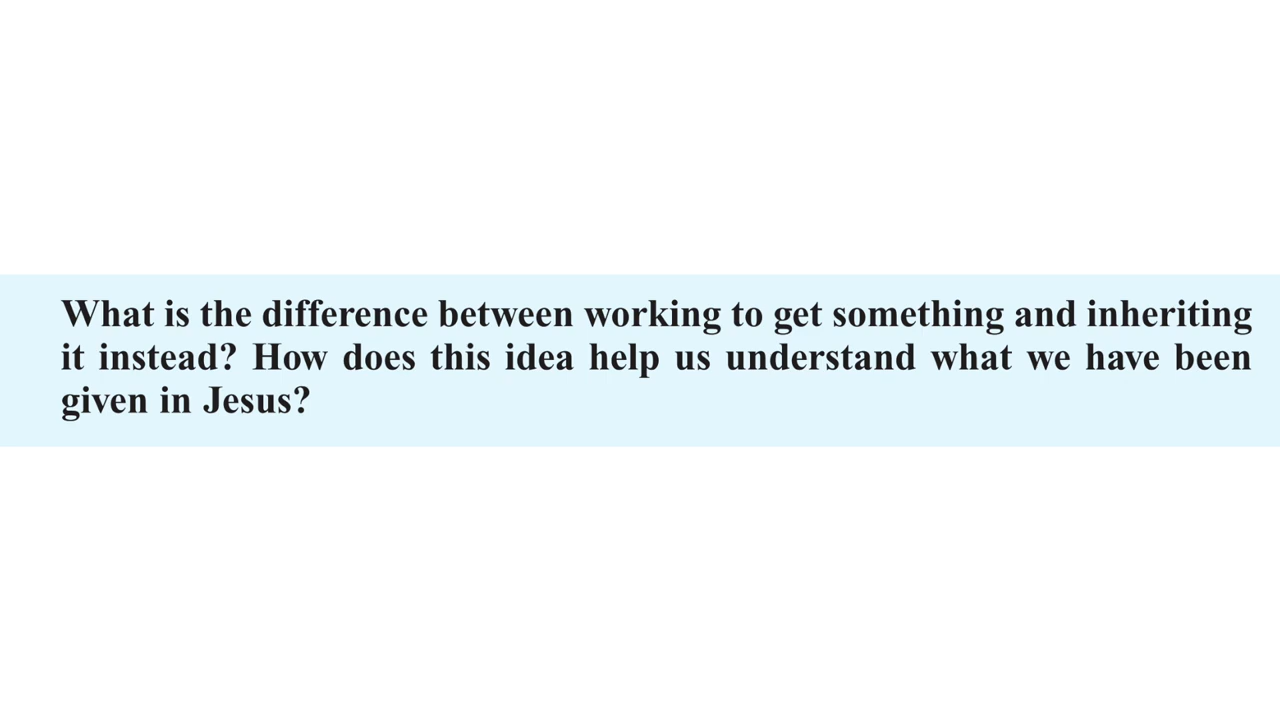 What is the difference between working to get something and inheriting
it instead? How does this idea help us understand what we have been
given in Jesus?